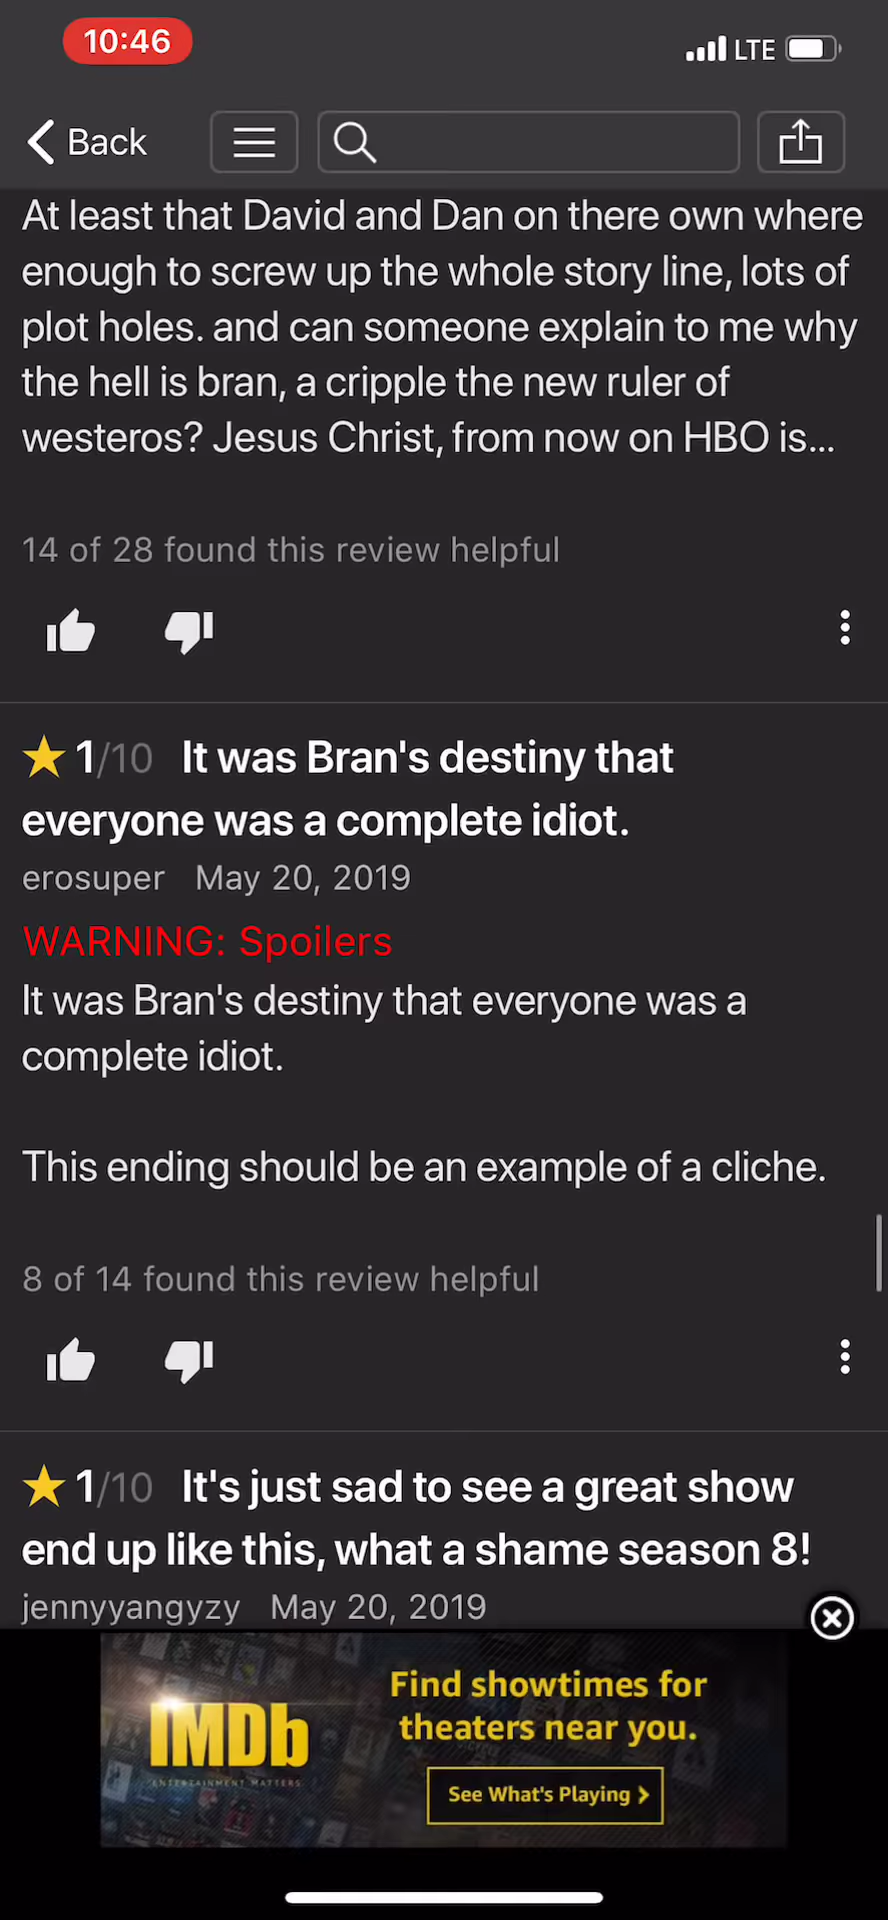 10:46
LTE
Back
At least that David and Dan on there own where
enough to screw up the whole story line, lots of
plot holes. and can someone explain to me why
the hell is bran, a cripple the new ruler of
westeros? Jesus Christ, from now on HBO is...
14 of 28 found this review helpful
1/10 It was Bran's destiny that
everyone was a complete idiot.
erosuper May 20, 2019
WARNING: Spoilers
It was Bran's destiny that everyone was a
complete idiot.
This ending should be an example of a cliche.
8 of 14 found this review helpful
1/10 It's just sad to see a great show
end up like this, what a shame season 8!
jennyyangyzy May 20, 2019
Find showtimes for
theaters near you.
IMDb
ENTERTAINMENT MATTERS
See What's Playing >